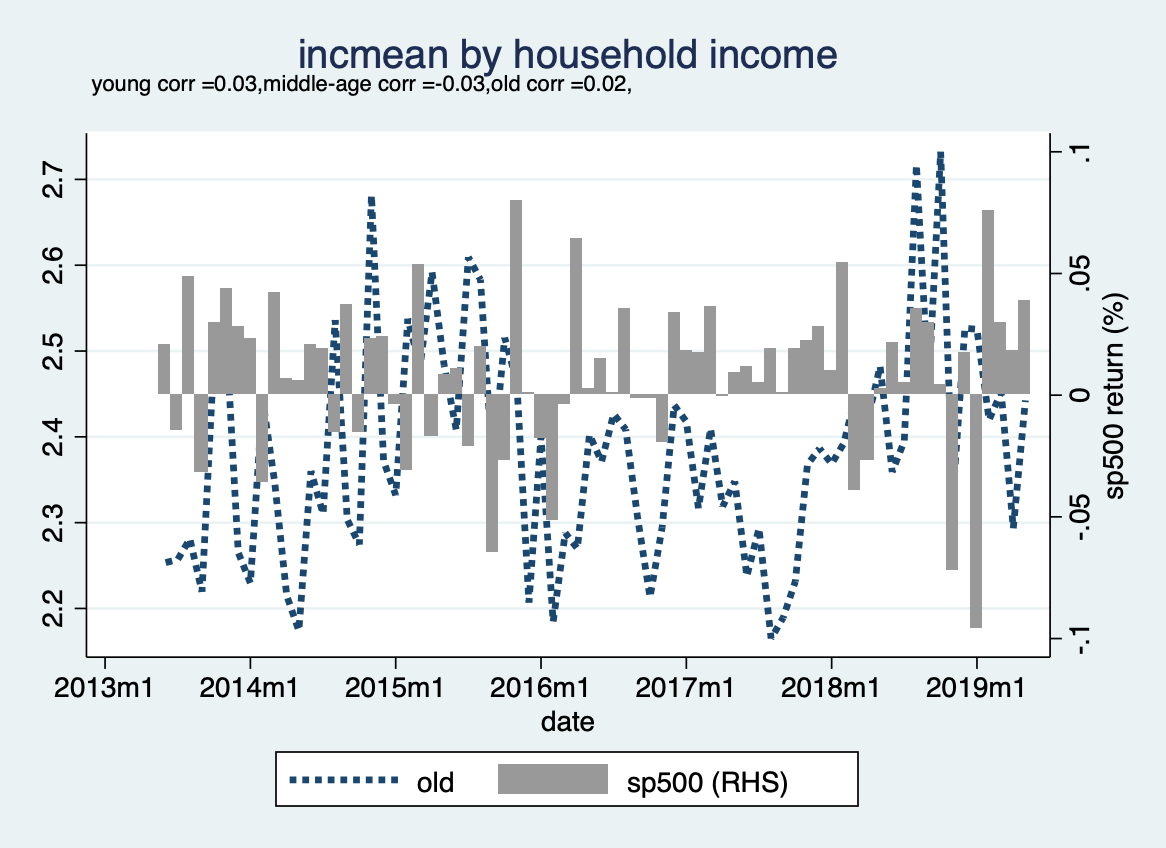 incmean by household income
young corr =0.03,middle-age corr =-0.03,old corr =0.02,
2.7
2.6
2.5
2.4
2.3
2.2
.1
.05
0
-.05
-.1
sp500 return (%)
2013m1 2014m1 2015m1 2016m1 2017m1 2018m1 2019m1
date
old sp500 (RHS)